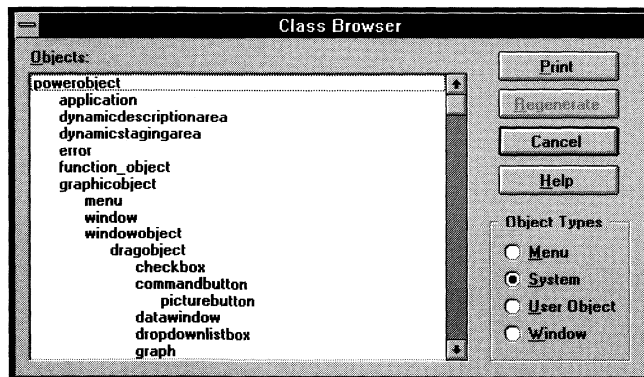 Class Browser
Objects:
powerobject
application
dynamicdescriptionarea
dynamicstagingarea
error
function_object
graphicobject
menu
window
windowobject
dragobject
checkbox
commandbutton
picturebutton
datawindow
dropdownlistbox
graph
Print
Regenerate
Cancel
Help
Object Types
Menu
System
User Object
Window